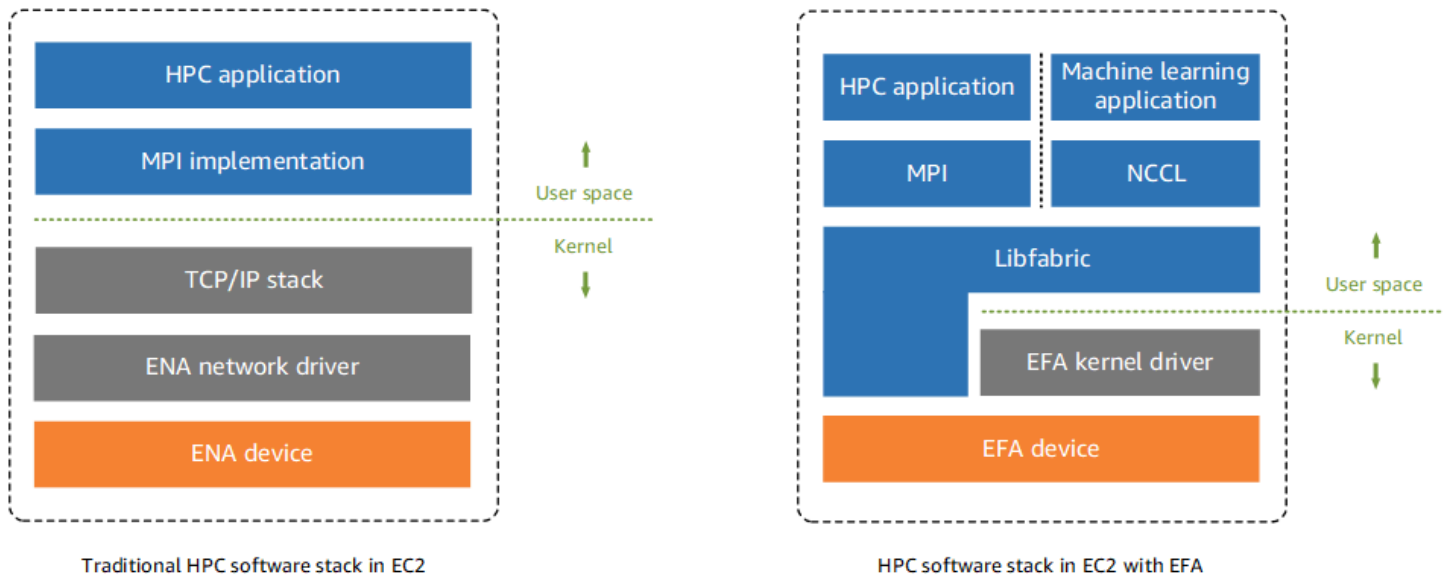 HPC application
MPI implementation
User space
Kernel
TCP/IP stack
ENA network driver
ENA device
Traditional HPC software stack in EC2
HPC application
Machine learning
application
MPI
NCCL
Libfabric
User space
Kernel
EFA kernel driver
EFA device
HPC software stack in EC2 with EFA